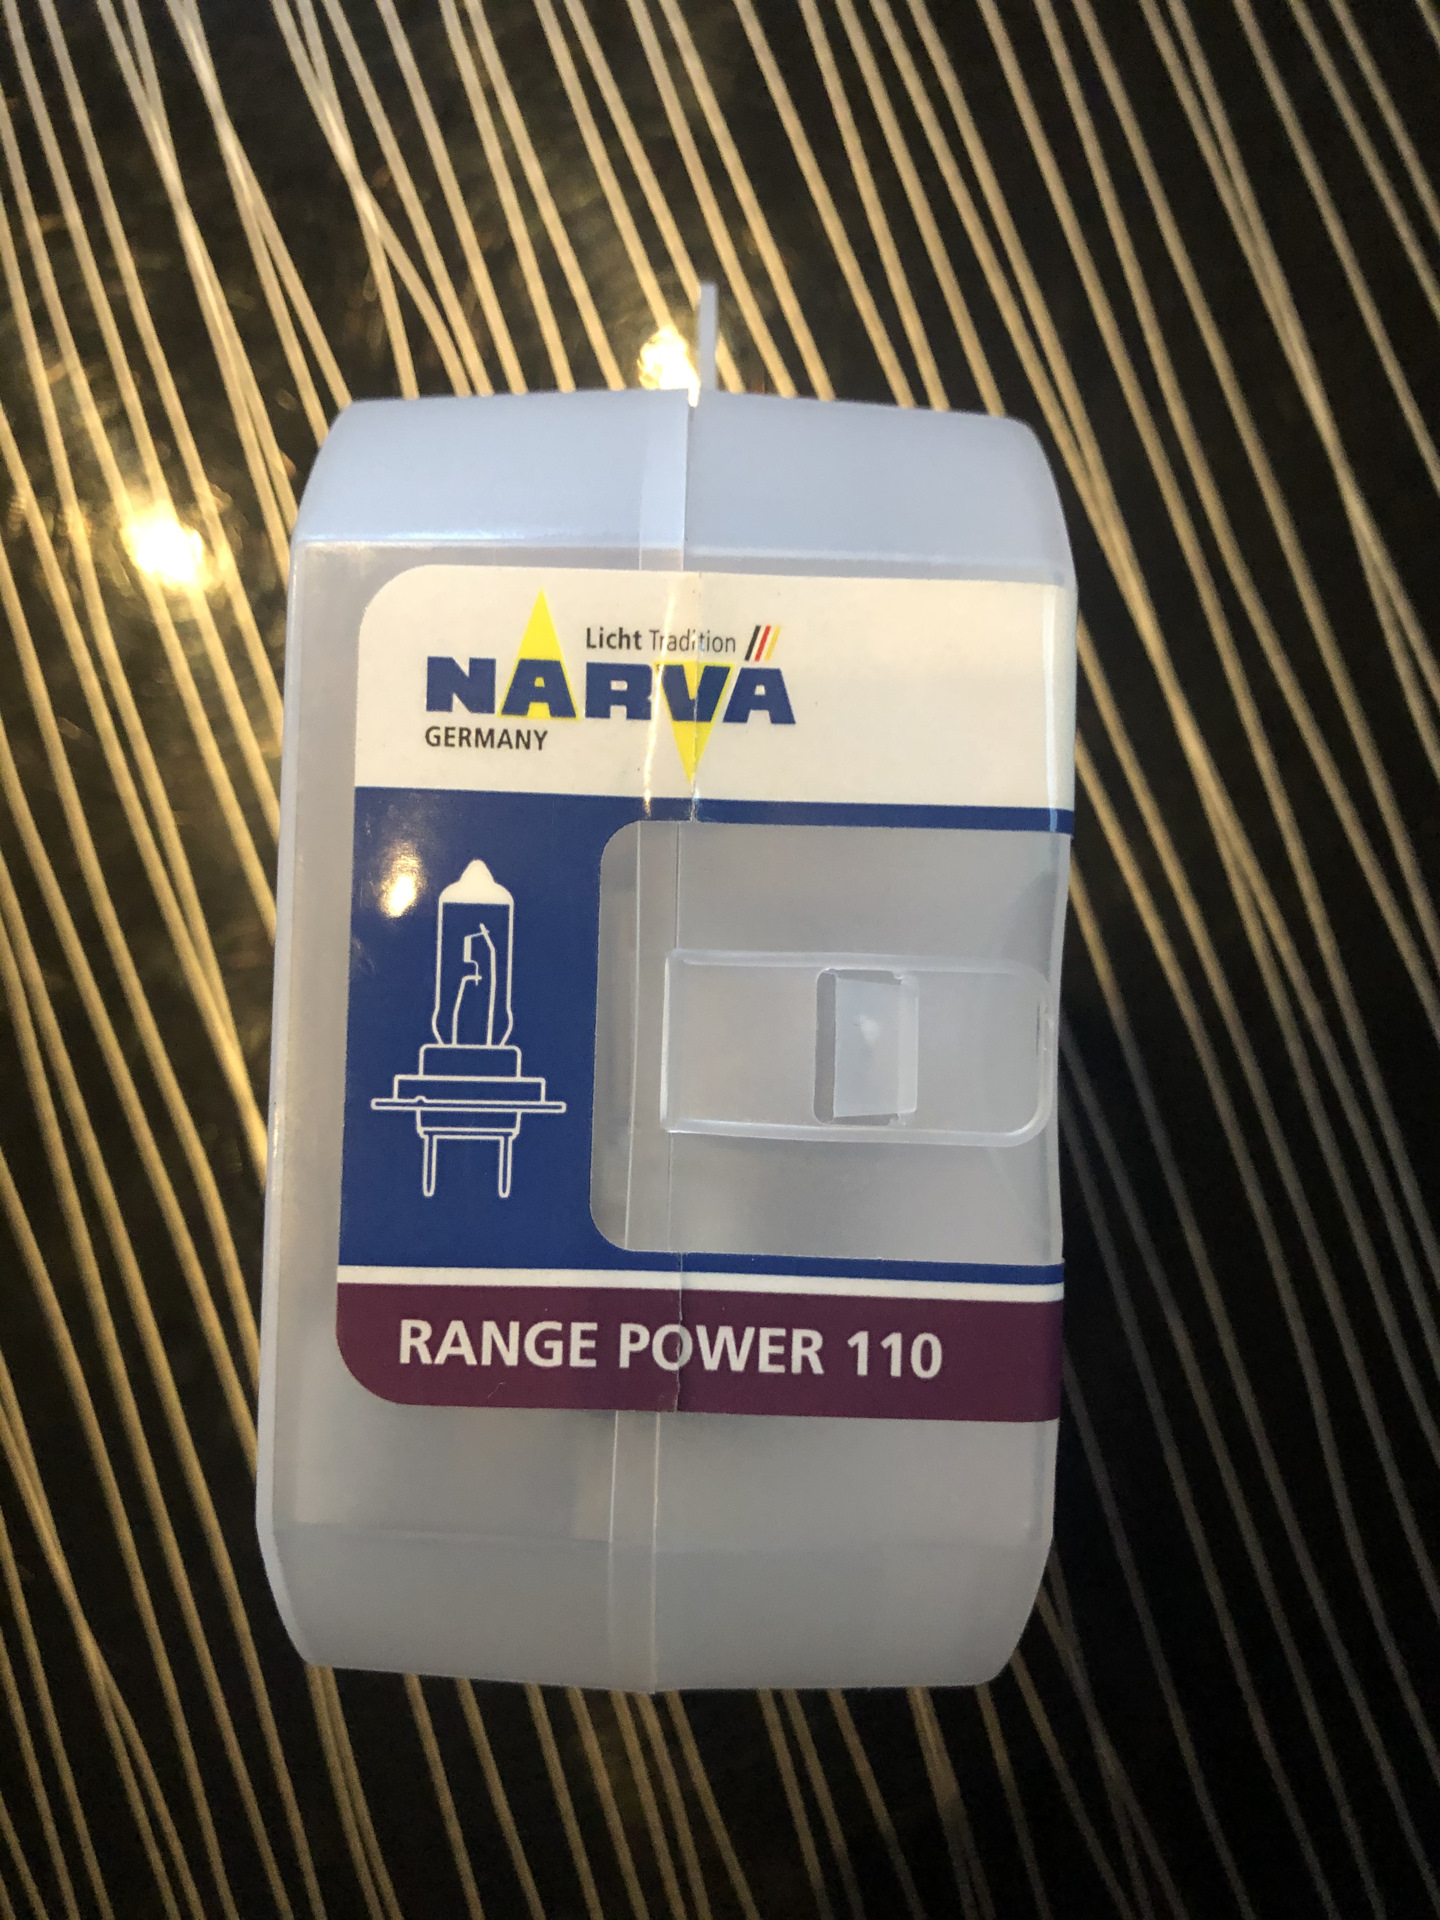 Licht Tradition
NARVA
GERMANY
RANGE POWER 110